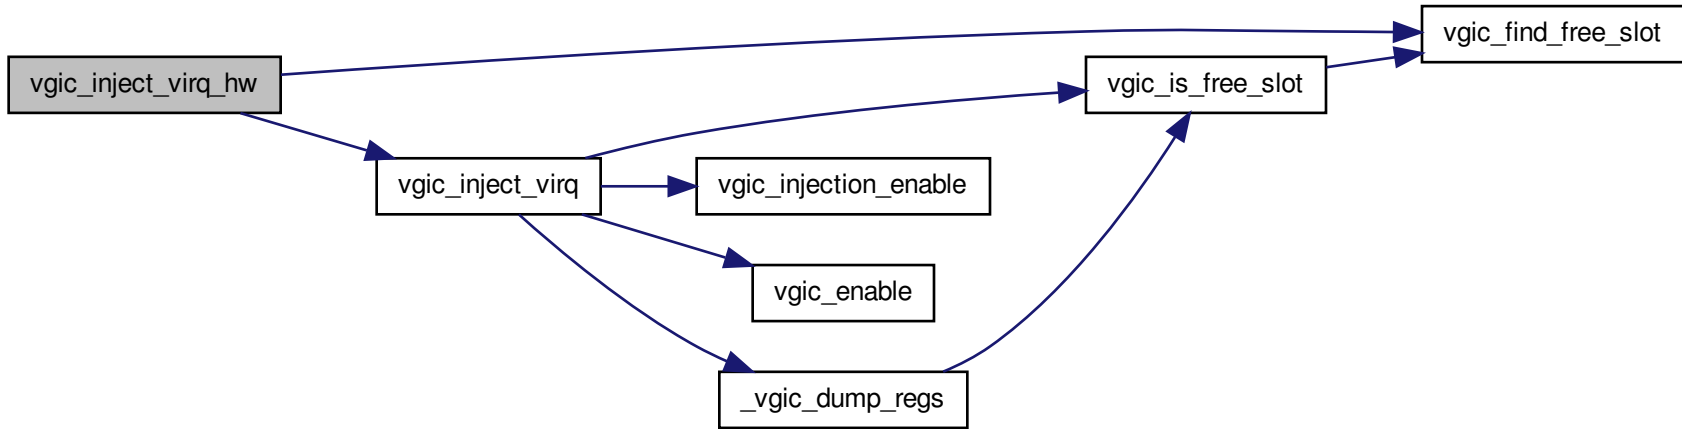 vgic_find_free_slot
vgic_inject_virq_hw
vgic_is_free_slot
vgic_inject_virq
vgic_injection_enable
vgic_enable
_vgic_dump_regs